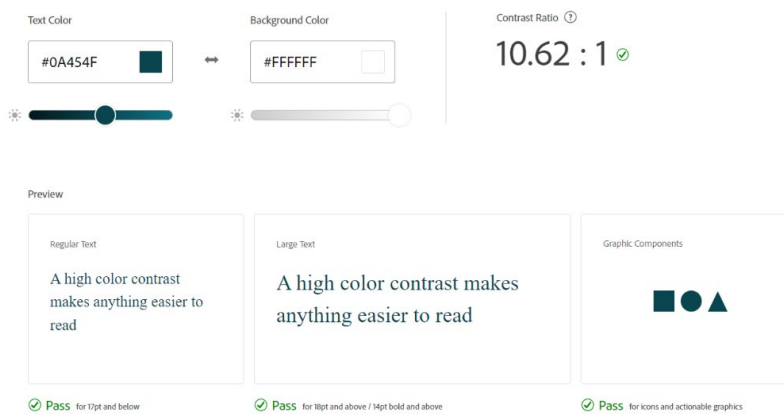 Text Color
Background Color
Contrast Ratio ?
#0A454F
#FFFFFF
10.62 : 1
Preview
Regular Text
A high color contrast
makes anything easier to
read
Large Text
A high color contrast makes
anything easier to read
Graphic Components
Pass for 17pt and below
Pass for 18pt and above / 14pt bold and above
Pass for icons and actionable graphics